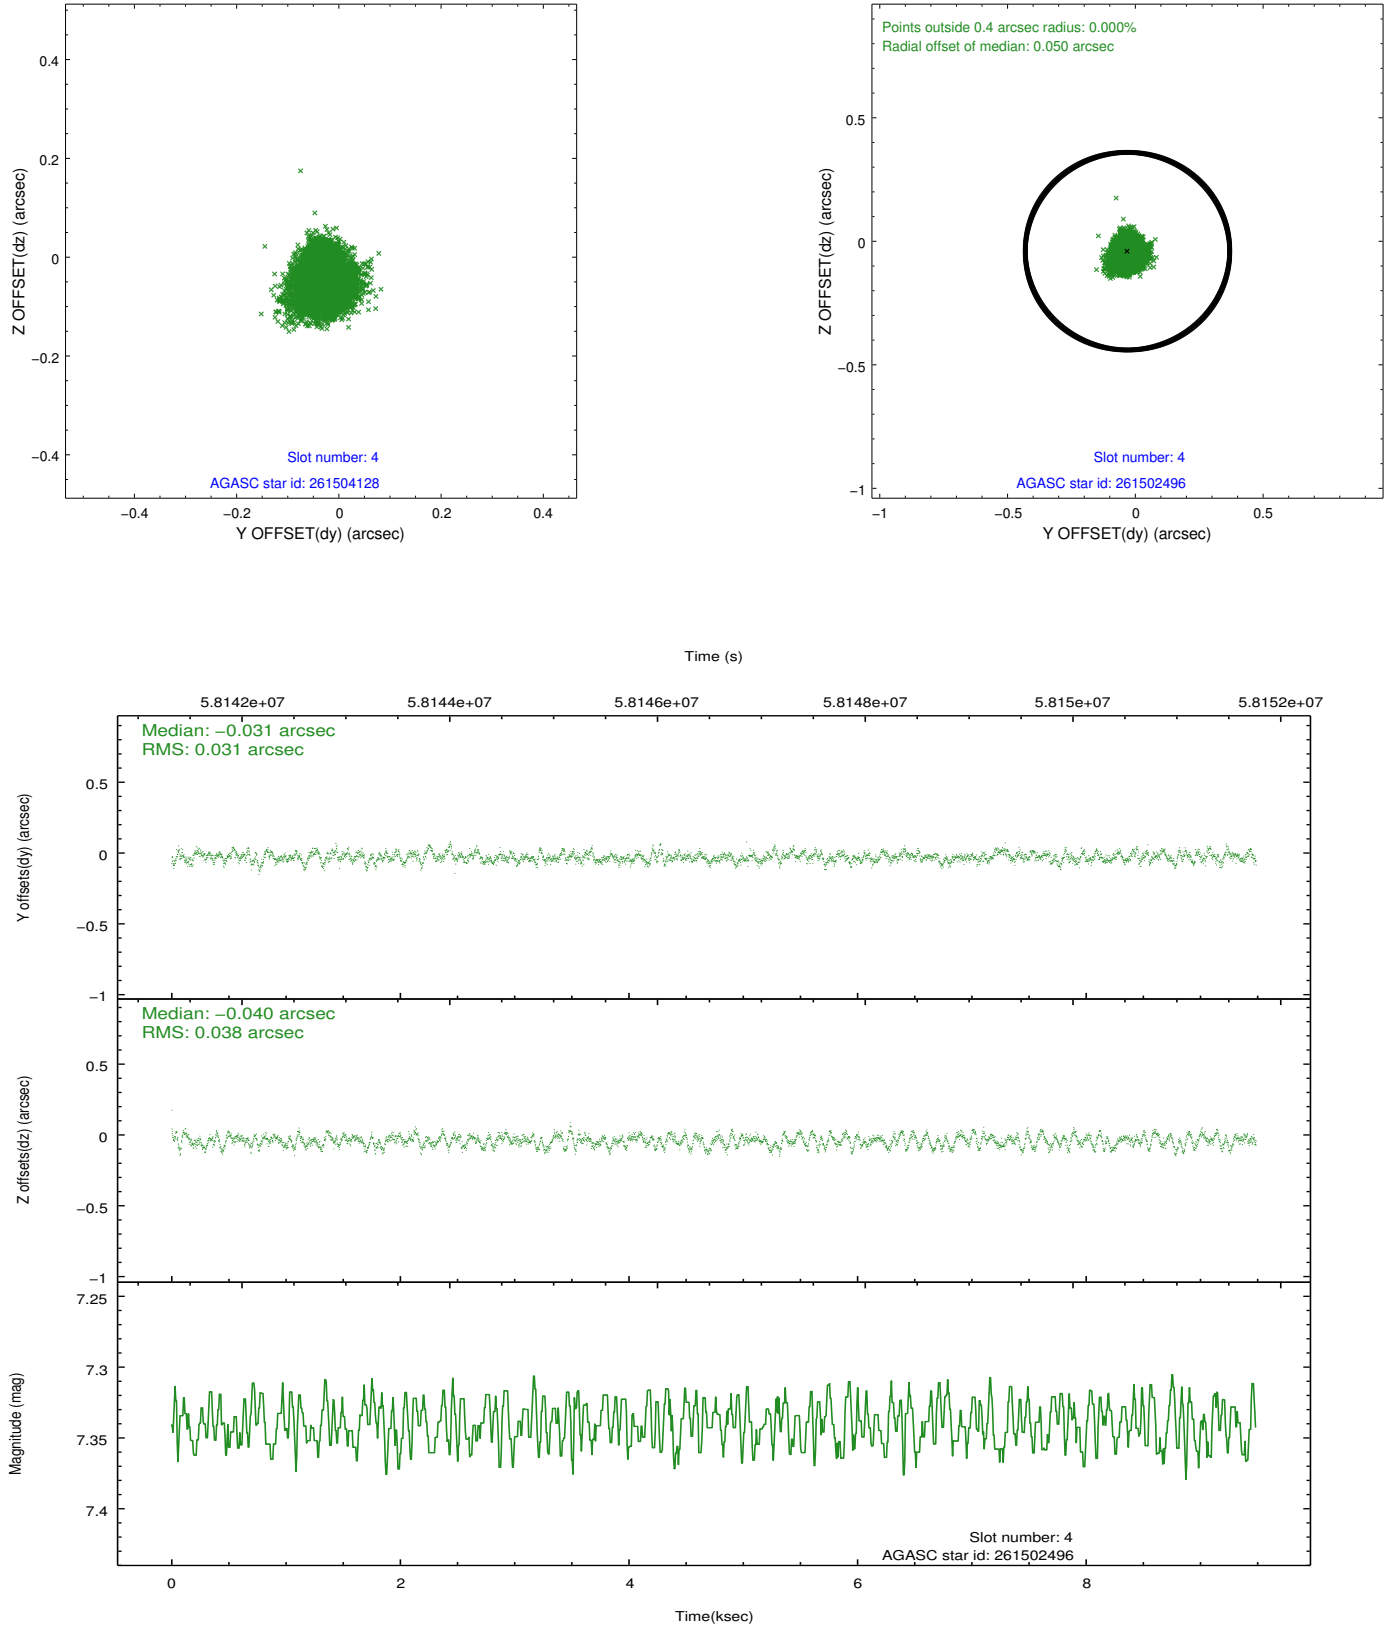 0.4
0.2
0
−0.2
−0.4
Z OFFSET(dz) (arcsec)
Slot number: 4
AGASC star id: 261504128
−0.4
−0.2
0
0.2
0.4
Y OFFSET(dy) (arcsec)
Points outside 0.4 arcsec radius: 0.000%
Radial offset of median: 0.050 arcsec
0.5
0
−0.5
−1
Z OFFSET(dz) (arcsec)
Slot number: 4
AGASC star id: 261502496
−1
−0.5
0
0.5
Y OFFSET(dy) (arcsec)
Time (s)
5.8142e+07
5.8144e+07
5.8146e+07
5.8148e+07
5.815e+07
5.8152e+07
Median: −0.031 arcsec
RMS: 0.031 arcsec
0.5
0
−0.5
−1
Y offsets(dy) (arcsec)
Median: −0.040 arcsec
RMS: 0.038 arcsec
0.5
0
−0.5
−1
Z offsets(dz) (arcsec)
7.25
7.3
7.35
7.4
Magnitude (mag)
Slot number: 4
AGASC star id: 261502496
0
2
4
6
8
Time(ksec)